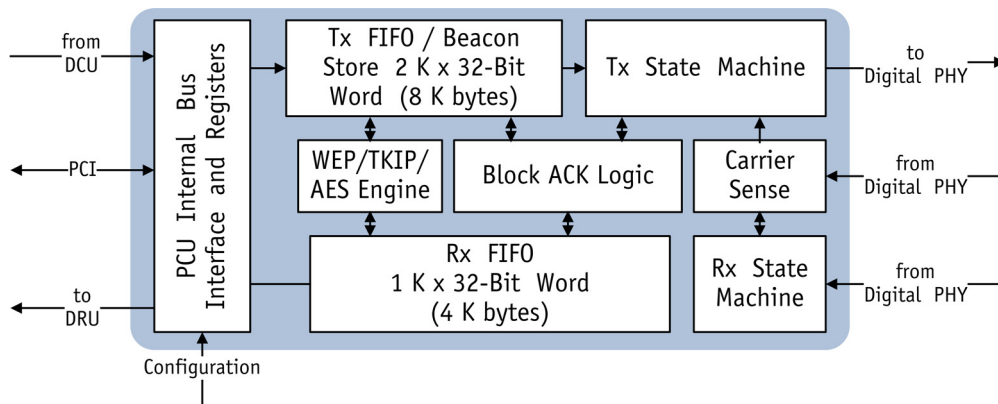 from
DCU
PCI
to
DRU
Configuration
PCU Internal Bus
Interface and Registers
Tx FIFO / Beacon
Store 2 K x 32-Bit
Word (8 K bytes)
Tx State Machine
to
Digital PHY
WEP/TKIP/
AES Engine
Block ACK Logic
Carrier
Sense
from
Digital PHY
Rx FIFO
1 K x 32-Bit Word
(4 K bytes)
Rx State
Machine
from
Digital PHY